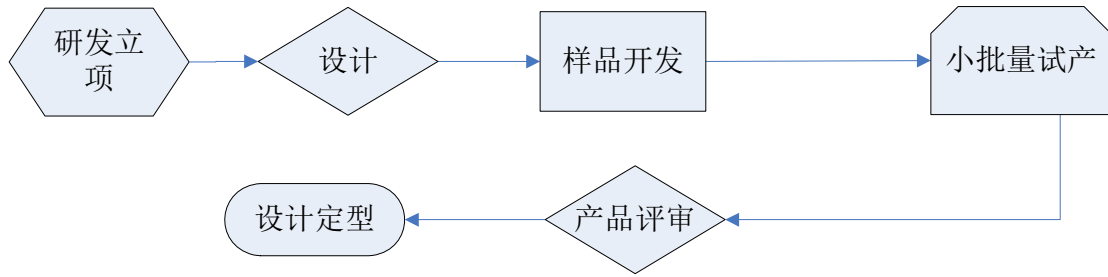 研发立
项
设计
样品开发
小批量试产
设计定型
产品评审